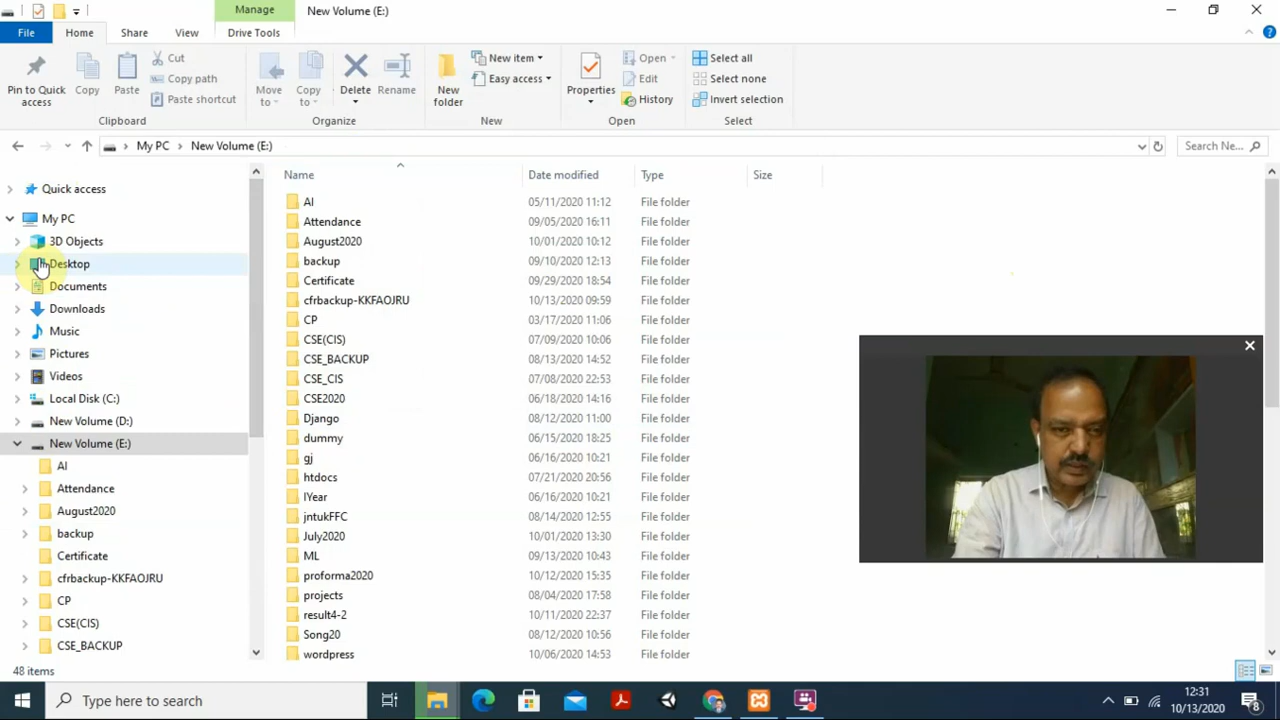 Manage
New Volume (E:)
File
Home
Share
View
Drive Tools
Pin to Quick access
Copy
Paste
Cut
Copy path
Paste shortcut
Move to
Copy to
Delete
Rename
New folder
New item
Easy access
Properties
Open
Edit
History
Select all
Select none
Invert selection
Clipboard
Organize
New
Open
Select
My PC
New Volume (E:)
Search Ne...
Quick access
My PC
3D Objects
Desktop
Documents
Downloads
Music
Pictures
Videos
Local Disk (C:)
New Volume (D:)
New Volume (E:)
AI
Attendance
August2020
backup
Certificate
cfrbackup-KKFAOJRU
CP
CSE(CIS)
CSE_BACKUP
Name Date modified Type Size
AI 05/11/2020 11:12 File folder
Attendance 09/05/2020 16:11 File folder
August2020 10/01/2020 10:12 File folder
backup 09/10/2020 12:13 File folder
Certificate 09/29/2020 18:54 File folder
cfrbackup-KKFAOJRU 10/13/2020 09:59 File folder
CP 03/17/2020 11:06 File folder
CSE(CIS) 07/09/2020 10:06 File folder
CSE_BACKUP 08/13/2020 14:52 File folder
CSE_CIS 07/08/2020 22:53 File folder
CSE2020 06/18/2020 14:16 File folder
Django 08/12/2020 11:00 File folder
dummy 06/15/2020 18:25 File folder
gj 06/16/2020 10:21 File folder
htdocs 07/21/2020 20:56 File folder
IYear 06/16/2020 10:21 File folder
jntukFFC 08/14/2020 12:55 File folder
July2020 10/01/2020 13:30 File folder
ML 09/13/2020 10:43 File folder
proforma2020 10/12/2020 15:35 File folder
projects 08/04/2020 17:58 File folder
result4-2 10/11/2020 22:37 File folder
Song20 08/12/2020 10:56 File folder
wordpress 10/06/2020 14:53 File folder
48 items
Type here to search
12:31
10/13/2020
8